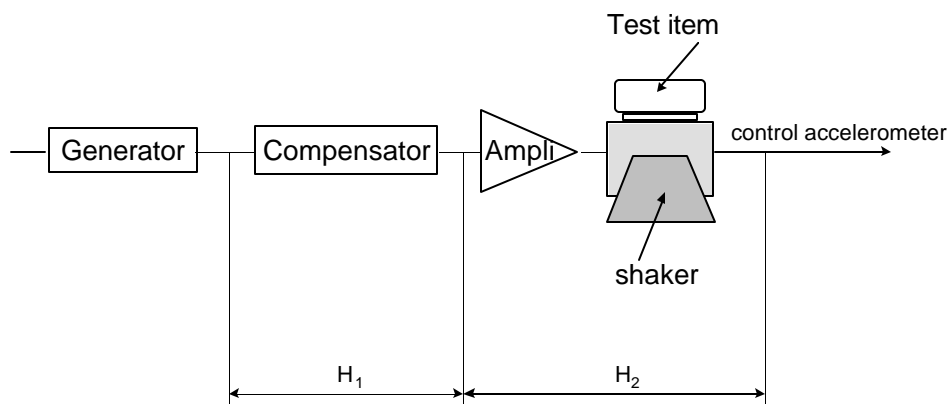 Test item
Generator
Compensator
Ampli
control accelerometer
shaker
H1
H2